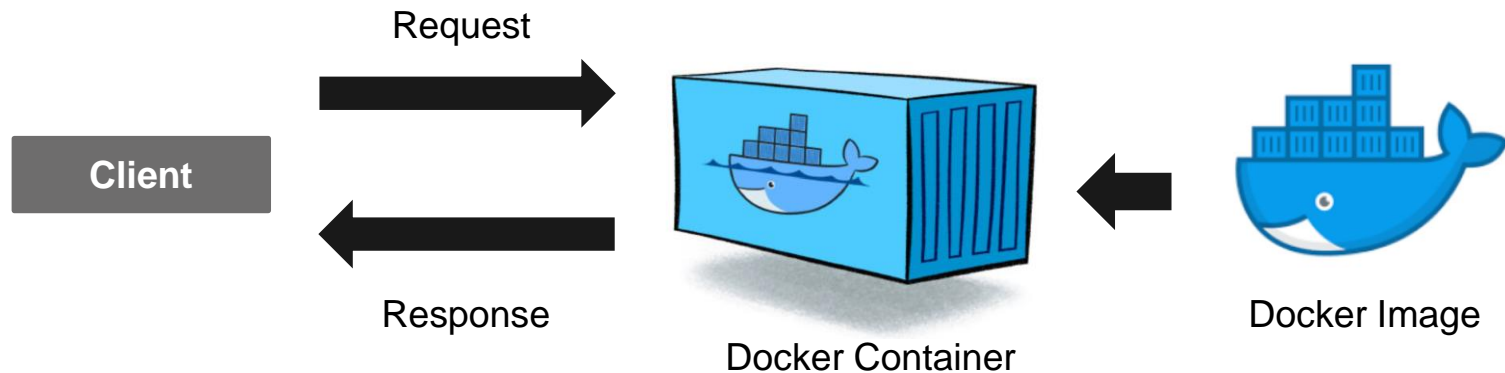 Request
Client
Response
Docker Container
Docker Image